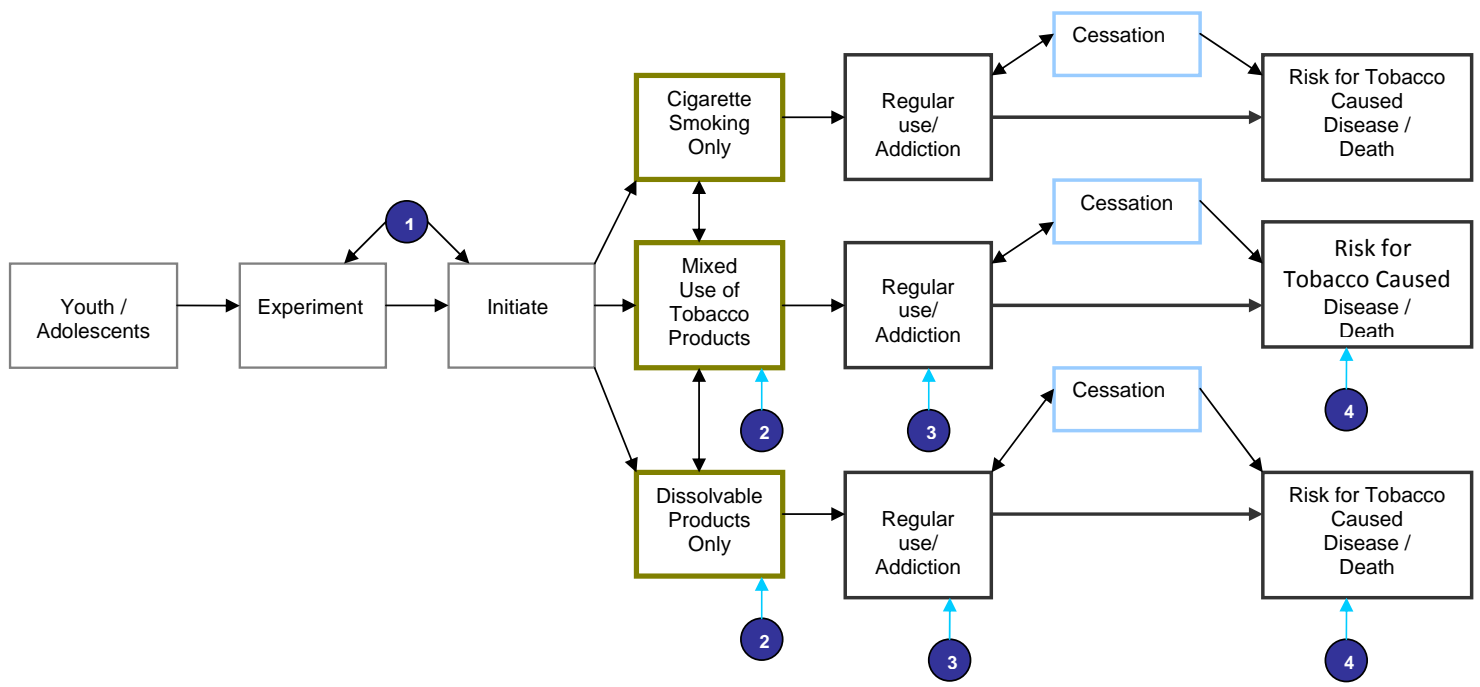 Youth /
Adolescents
Experiment
1
Initiate
Cigarette
Smoking
Only
Regular
use/
Addiction
Cessation
Risk for Tobacco
Caused
Disease /
Death
Mixed
Use of
Tobacco
Products
2
Regular
use/
Addiction
3
Cessation
Risk for
Tobacco Caused
Disease /
Death
4
Dissolvable
Products
Only
2
Regular
use/
Addiction
3
Cessation
Risk for Tobacco
Caused
Disease /
Death
4